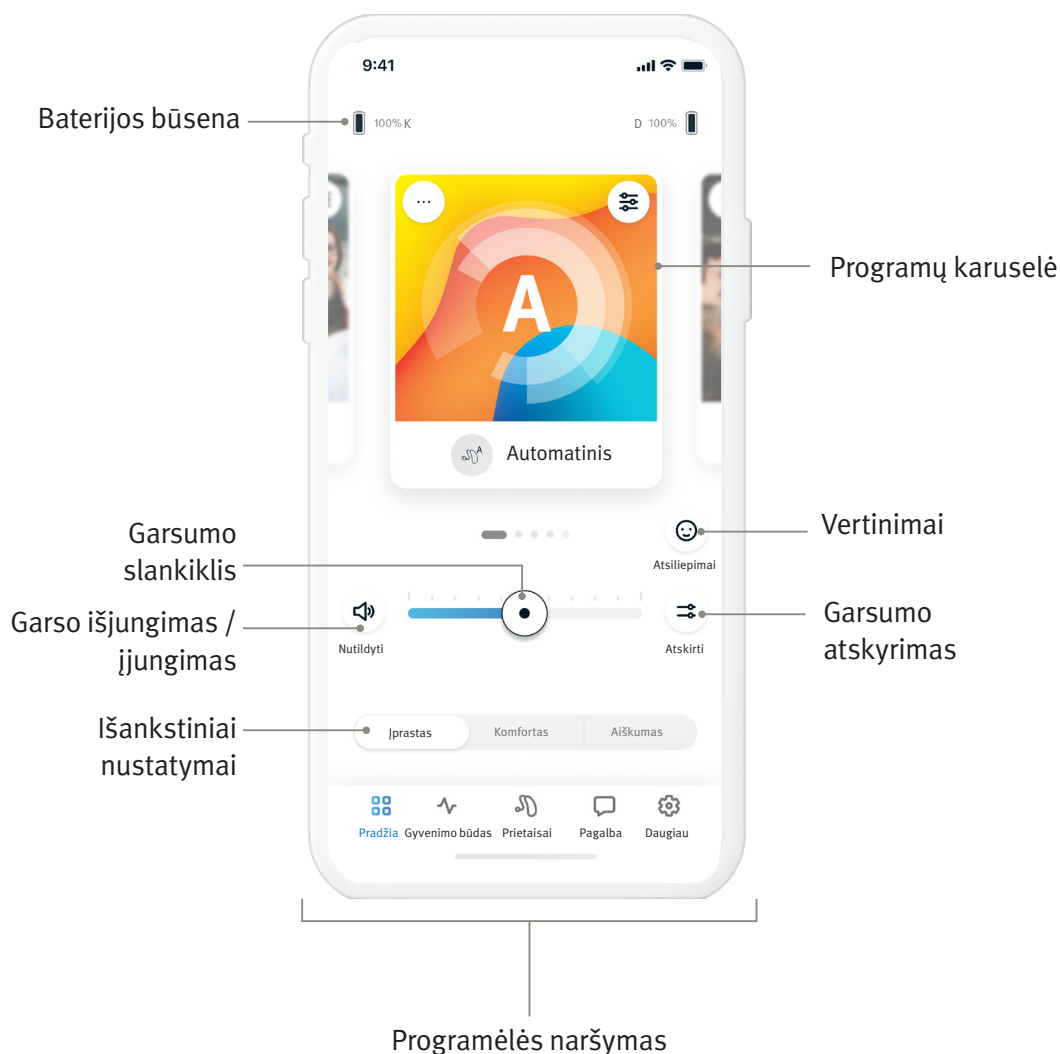 9:41
Baterijos būsena
100% K
D 100%
...
A
Programų karuselė
A
Automatinis
Garsumo
slankiklis
Vertinimai
Atsiliepimai
Garso išjungimas /
įjungimas
Nutildyti
Garsumo
atskyrimas
Atskirti
Išankstiniai
nustatymai
Įprastas
Komfortas
Aiškumas
Pradžia
Gyvenimo būdas
Prietaisai
Pagalba
Daugiau
Programėlės naršymas